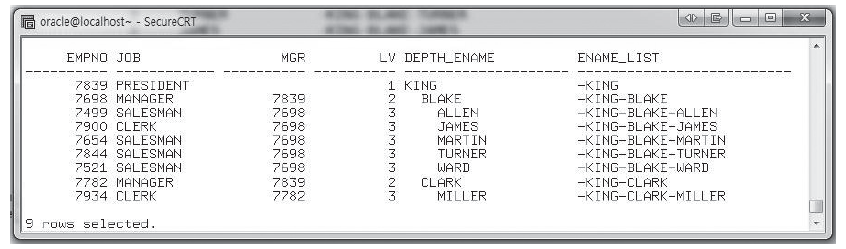 oracle@localhost~ - SecureCRT
EMPNO JOB MGR LV DEPTH_ENAME ENAME_LIST
7839 PRESIDENT 1 KING -KING
7698 MANAGER 7839 2 BLAKE -KING-BLAKE
7499 SALESMAN 7698 3 ALLEN -KING-BLAKE-ALLEN
7900 CLERK 7698 3 JAMES -KING-BLAKE-JAMES
7654 SALESMAN 7698 3 MARTIN -KING-BLAKE-MARTIN
7844 SALESMAN 7698 3 TURNER -KING-BLAKE-TURNER
7521 SALESMAN 7698 3 WARD -KING-BLAKE-WARD
7782 MANAGER 7839 2 CLARK -KING-CLARK
7934 CLERK 7782 3 MILLER -KING-CLARK-MILLER
9 rows selected.